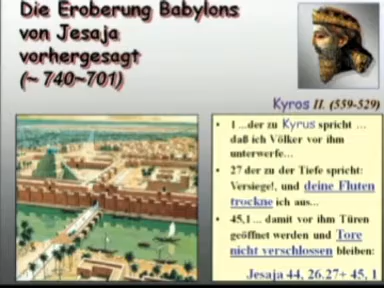 Die Eroberung Babylons
von Jesaja
vorhergesagt
(~ 740~701)
Kyros II. (559-529)
• 1 ...der zu Kyrus spricht ...
daß ich Völker vor ihm
unterwerfe...
• 27 der zu der Tiefe spricht:
Versiege!, und deine Fluten
trockne ich aus...
• 45,1 ... damit vor ihm Türen
geöffnet werden und Tore
nicht verschlossen bleiben:
Jesaja 44, 26.27+ 45, 1